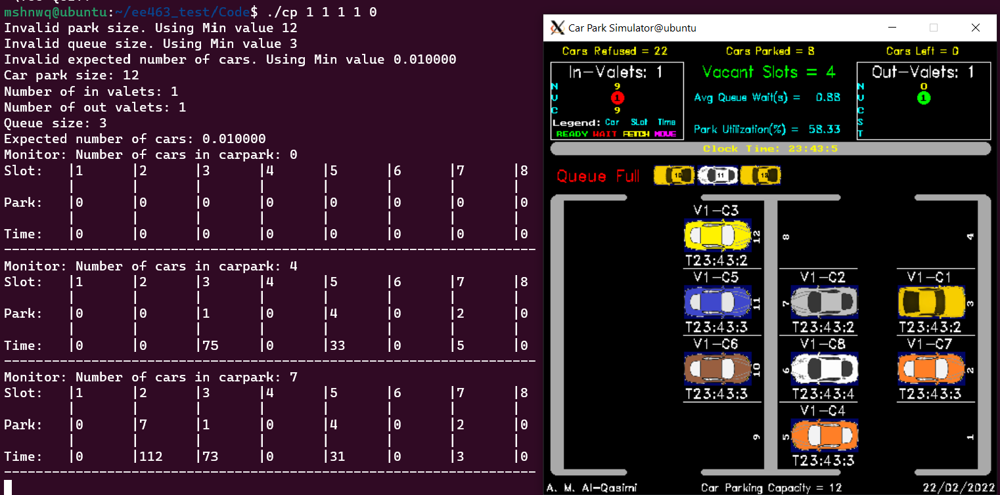 mshnwq@ubuntu:~/ee463_test/Code$ ./cp 1 1 1 1 0
Invalid park size. Using Min value 12
Invalid queue size. Using Min value 3
Invalid expected number of cars. Using Min value 0.010000
Car park size: 12
Number of in valets: 1
Number of out valets: 1
Queue size: 3
Expected number of cars: 0.010000
Monitor: Number of cars in carpark: 0
Slot: |1 |2 |3 |4 |5 |6 |7 |8
| | | | | | | |
Park: |0 |0 |0 |0 |0 |0 |0 |0
| | | | | | | |
Time: |0 |0 |0 |0 |0 |0 |0 |0
-------------------------------------------------------------------
Monitor: Number of cars in carpark: 4
Slot: |1 |2 |3 |4 |5 |6 |7 |8
| | | | | | | |
Park: |0 |0 |1 |0 |4 |0 |2 |0
| | | | | | | |
Time: |0 |0 |75 |0 |33 |0 |5 |0
-------------------------------------------------------------------
Monitor: Number of cars in carpark: 7
Slot: |1 |2 |3 |4 |5 |6 |7 |8
| | | | | | | |
Park: |0 |7 |1 |0 |4 |0 |2 |0
| | | | | | | |
Time: |0 |112 |73 |0 |31 |0 |3 |0
-------------------------------------------------------------------
Car Park Simulator@ubuntu
Cars Refused = 22 Cars Parked = 8 Cars Left = 0
In-Valets: 1
N 9
V 1
C 9
Legend: Car SLot Time
READY WAIT FETCH MOVE
Vacant Slots = 4
Avg Queue Wait(s) = 0.88
Park Utilization(%) = 58.33
Out-Valets: 1
N 0
V 1
C
S
T
Clock Time: 23:43:5
Queue Full 10 11
V1-C3
12 8 4
T23:43:2
V1-C5 V1-C2 V1-C1
11 7 3
T23:43:3 T23:43:2 T23:43:2
V1-C6 V1-C8 V1-C7
10 6 2
T23:43:3 T23:43:4 T23:43:3
V1-C4
9 5 1
T23:43:3
A. M. Al-Qasimi Car Parking Capacity = 12 22/02/2022